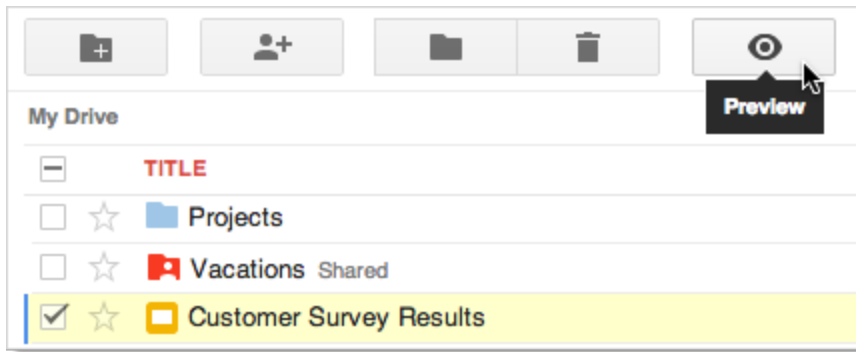 Preview
My Drive
TITLE
Projects
Vacations Shared
Customer Survey Results